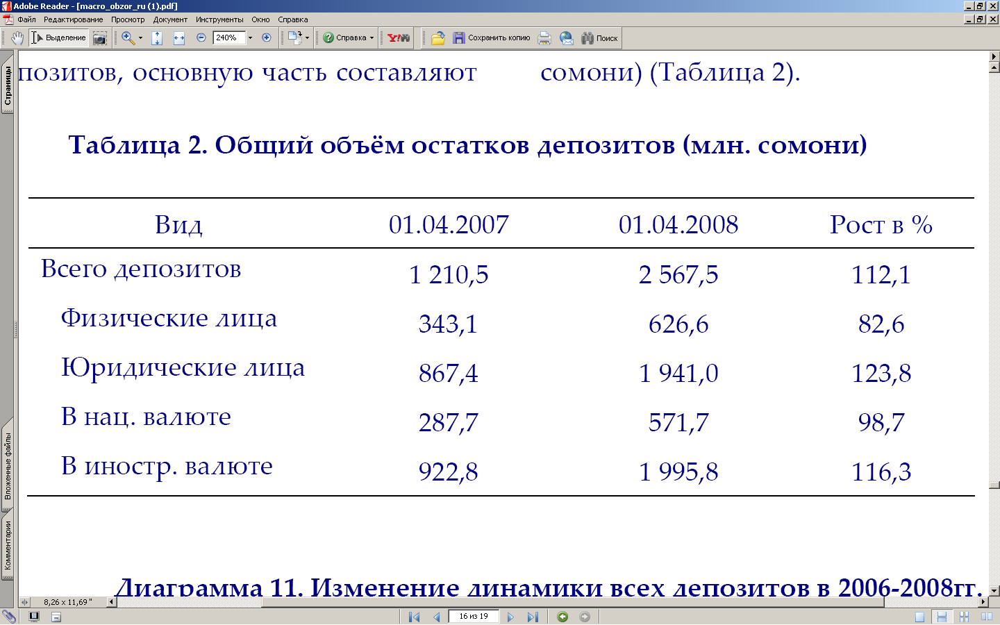 Adobe Reader - [macro_obzor_ru (1).pdf]
Файл Редактирование Просмотр Документ Инструменты Окно Справка
Выделение 240% Справка Y! Сохранить копию Поиск
Страницы
позитов, основную часть составляют сомони) (Таблица 2).
Таблица 2. Общий объём остатков депозитов (млн. сомони)
Вид 01.04.2007 01.04.2008 Рост в %
Всего депозитов 1 210,5 2 567,5 112,1
Физические лица 343,1 626,6 82,6
Юридические лица 867,4 1 941,0 123,8
В нац. валюте 287,7 571,7 98,7
В иностр. валюте 922,8 1 995,8 116,3
Вложенные файлы
Комментарии
Диаграмма 11. Изменение динамики всех депозитов в 2006-2008гг.
8,26 x 11,69 "
16 из 19